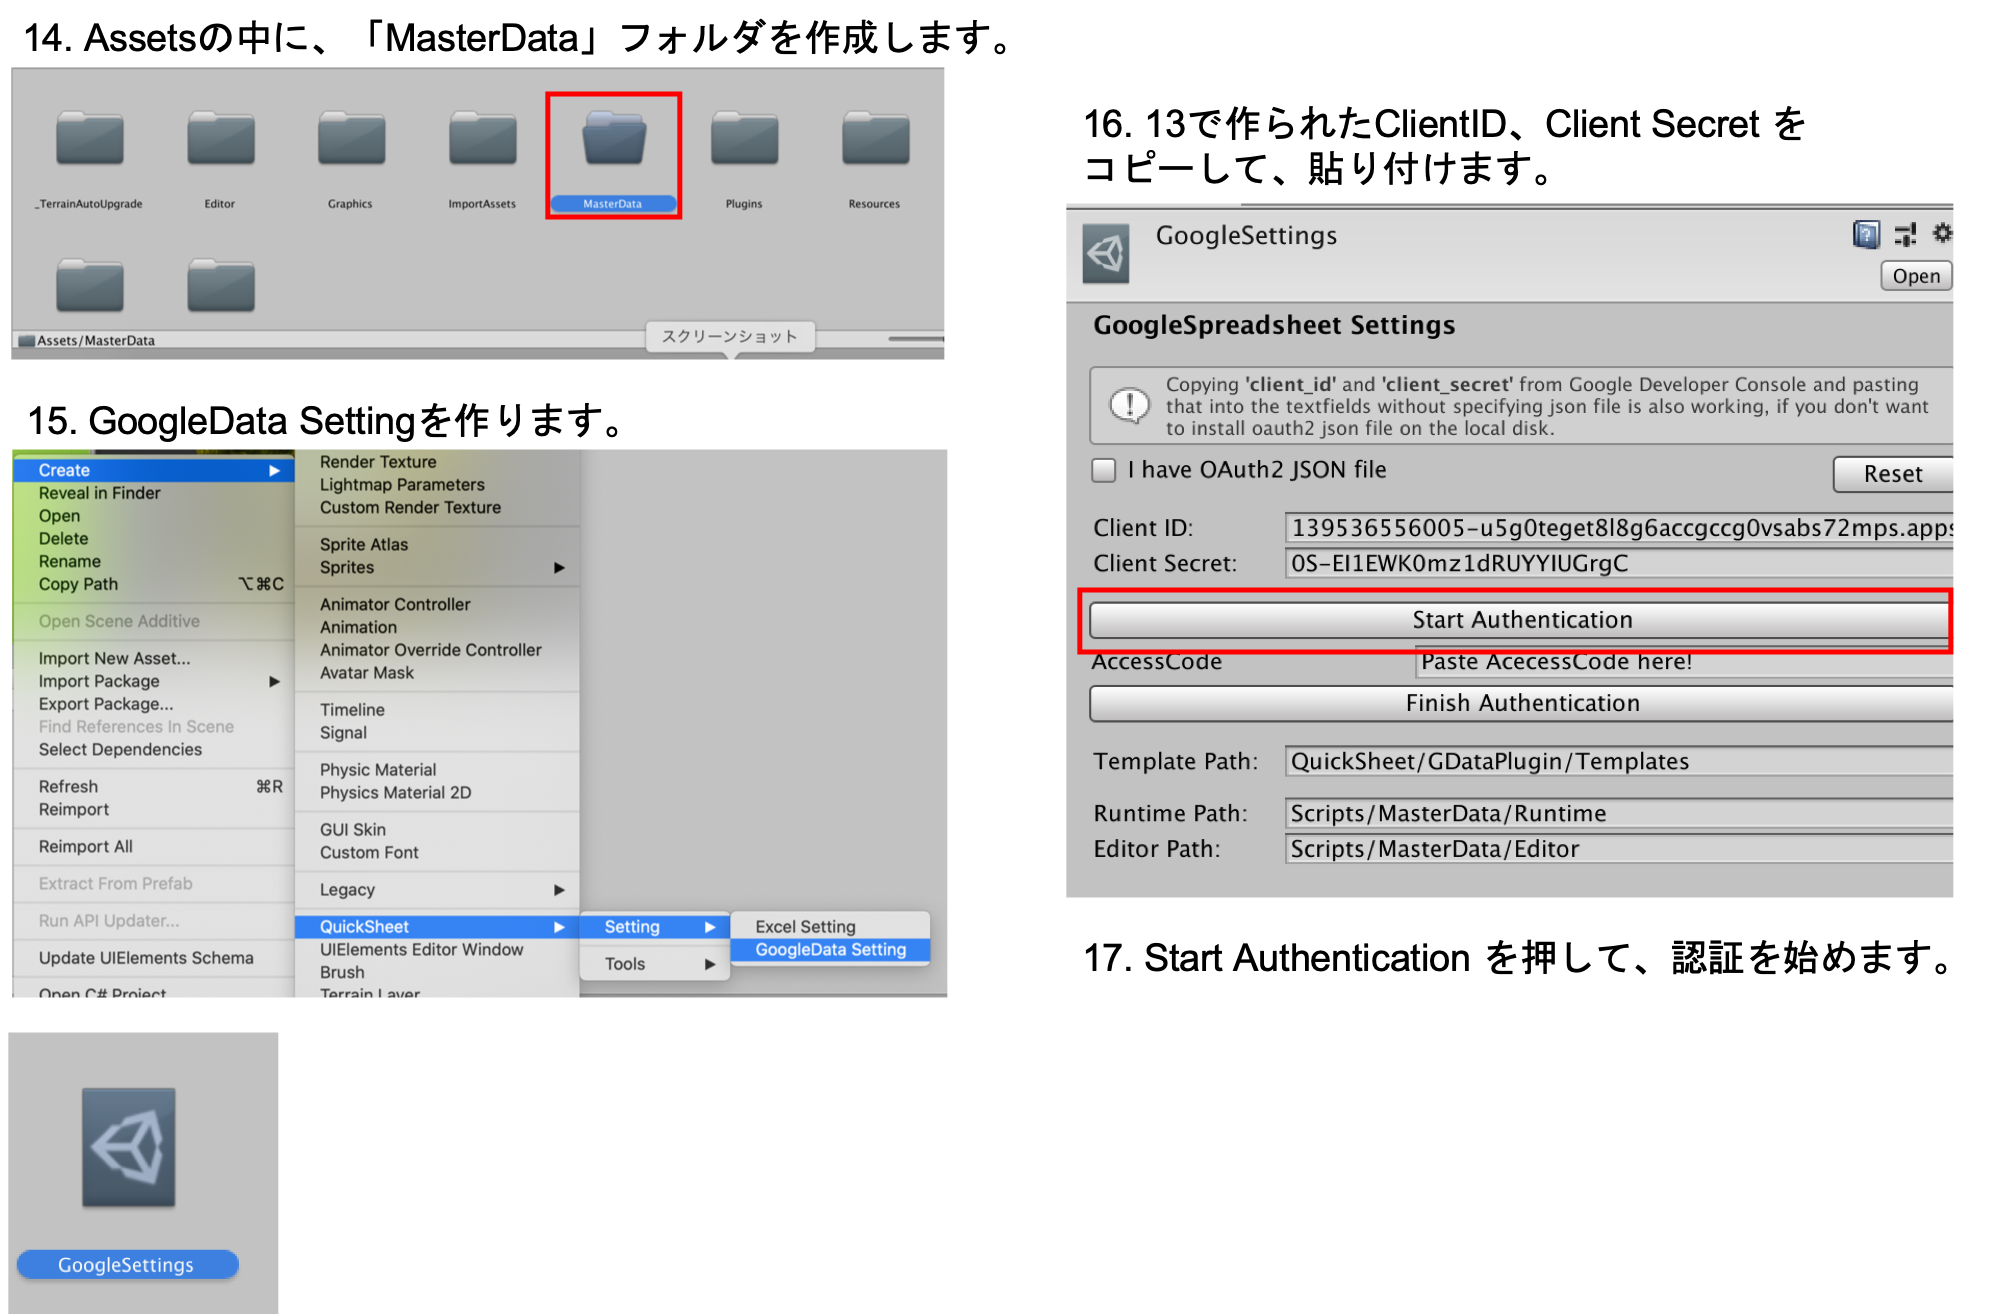 14. Assetsの中に、「MasterData」フォルダを作成します。
_TerrainAutoUpgrade
Editor
Graphics
ImportAssets
MasterData
Plugins
Resources
Assets/MasterData
スクリーンショット
15. GoogleData Settingを作ります。
Create
Reveal in Finder
Open
Delete
Rename
Copy Path ⌥⌘C
Open Scene Additive
Import New Asset...
Import Package
Export Package...
Find References In Scene
Select Dependencies
Refresh ⌘R
Reimport
Reimport All
Extract From Prefab
Run API Updater...
Update UIElements Schema
Open C# Project
Render Texture
Lightmap Parameters
Custom Render Texture
Sprite Atlas
Sprites
Animator Controller
Animation
Animator Override Controller
Avatar Mask
Timeline
Signal
Physic Material
Physics Material 2D
GUI Skin
Custom Font
Legacy
QuickSheet
UIElements Editor Window
Brush
Terrain Layer
Setting
Tools
Excel Setting
GoogleData Setting
GoogleSettings
16. 13で作られたClientID、Client Secret を
コピーして、貼り付けます。
GoogleSettings
Open
GoogleSpreadsheet Settings
Copying 'client_id' and 'client_secret' from Google Developer Console and pasting
that into the textfields without specifying json file is also working, if you don't want
to install oauth2 json file on the local disk.
I have OAuth2 JSON file
Reset
Client ID: 139536556005-u5g0teget8l8g6accgccg0vsabs72mps.apps
Client Secret: 0S-EI1EWK0mz1dRUYYIUGrgC
Start Authentication
AccessCode Paste AcecessCode here!
Finish Authentication
Template Path: QuickSheet/GDataPlugin/Templates
Runtime Path: Scripts/MasterData/Runtime
Editor Path: Scripts/MasterData/Editor
17. Start Authentication を押して、認証を始めます。